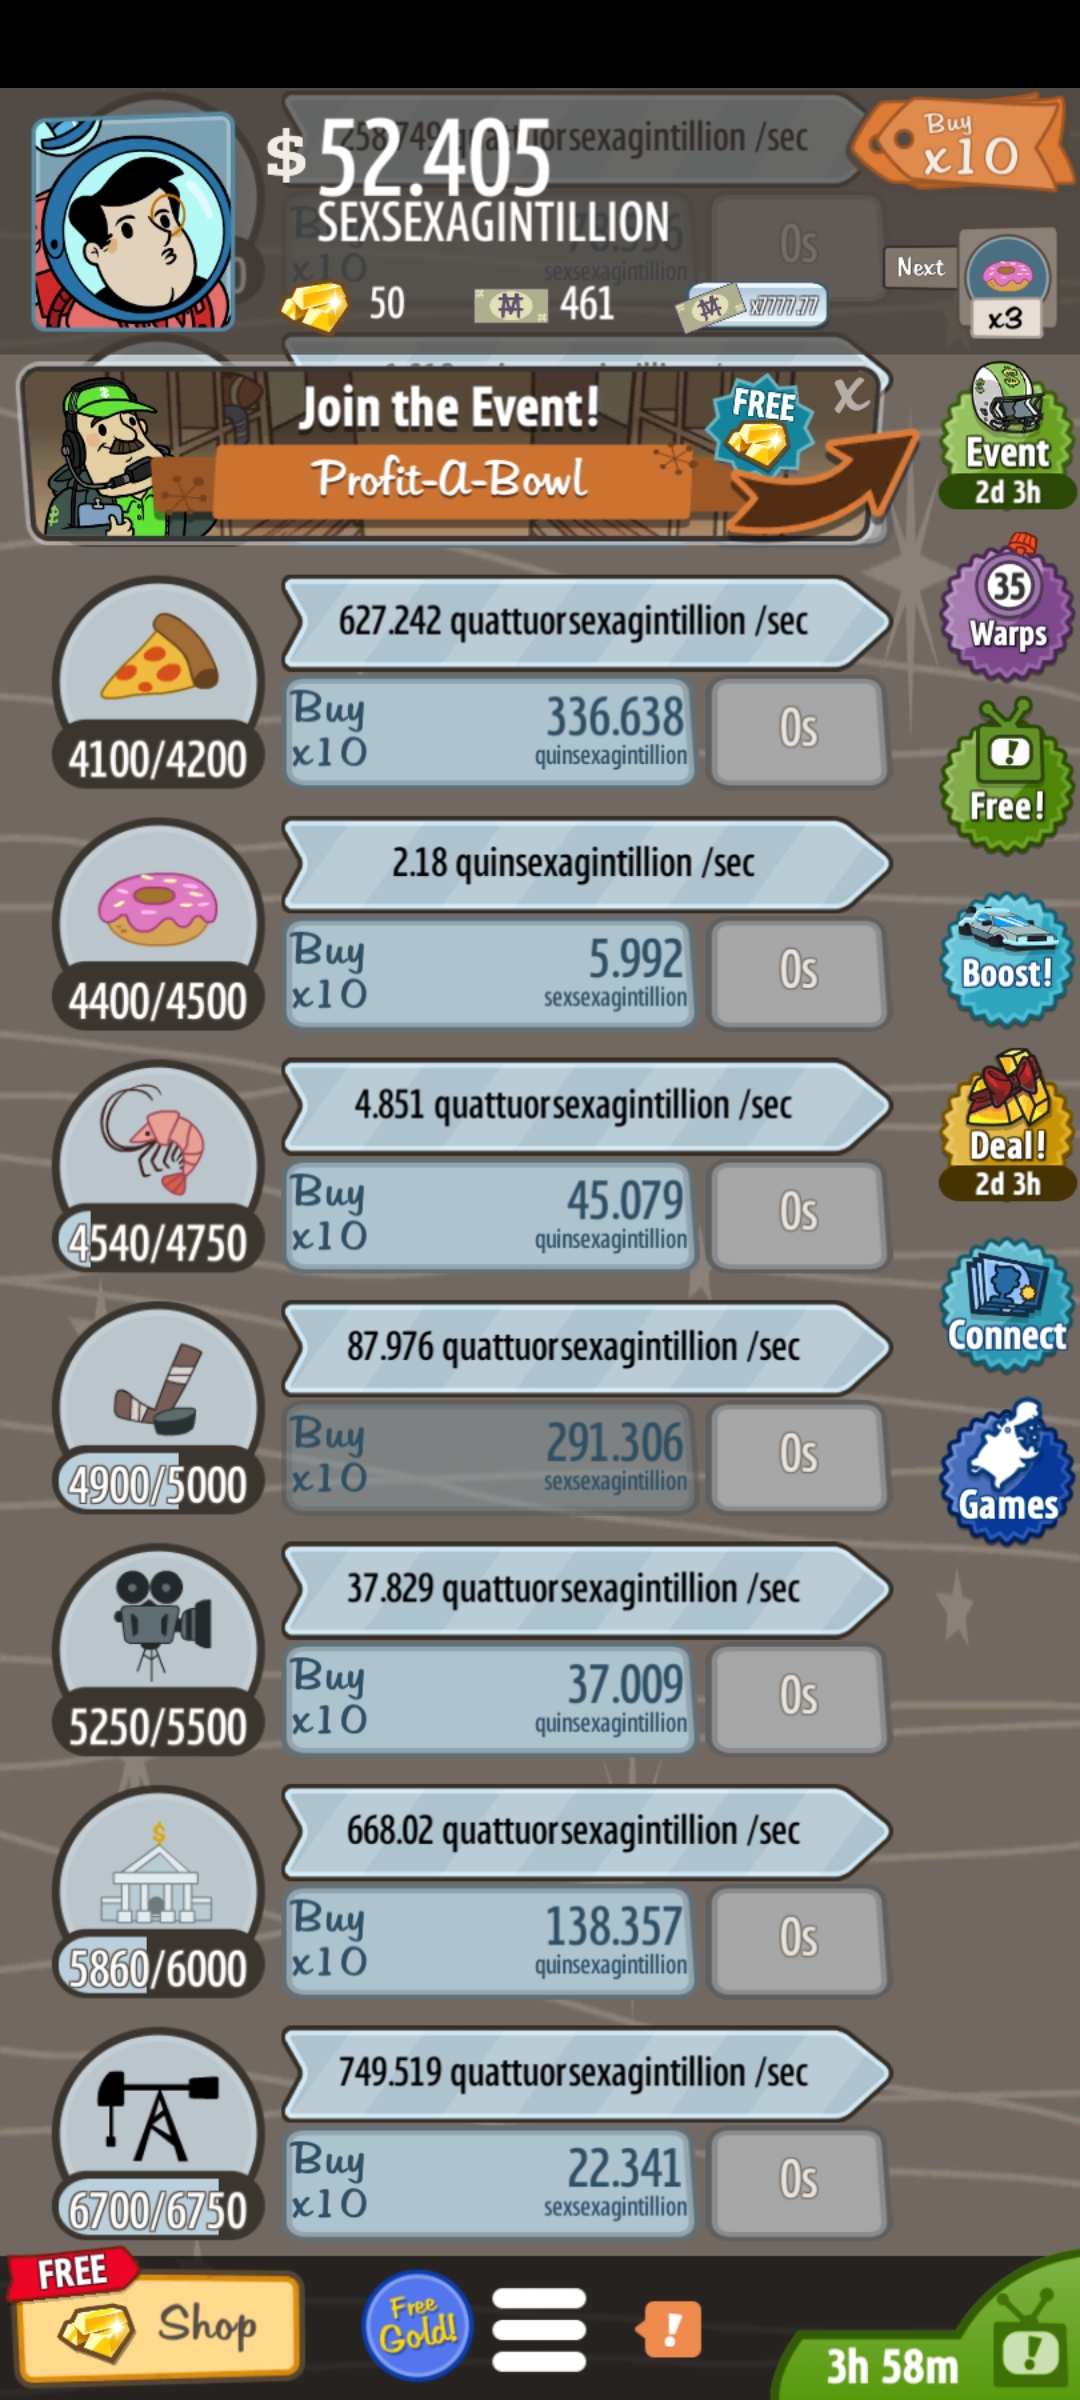 258.749 quattuorsexagintillion /sec
$52.405
SEXSEXAGINTILLION
Buy
x10
sexsexagintillion
0s
50
461
x7777.77
Buy
x10
Next
x3
Join the Event!
Profit-A-Bowl
FREE
X
Event
2d 3h
627.242 quattuorsexagintillion /sec
4100/4200
Buy
x10
336.638
quinsexagintillion
0s
35
Warps
Free!
2.18 quinsexagintillion /sec
4400/4500
Buy
x10
5.992
sexsexagintillion
0s
Boost!
4.851 quattuorsexagintillion /sec
4540/4750
Buy
x10
45.079
quinsexagintillion
0s
Deal!
2d 3h
87.976 quattuorsexagintillion /sec
4900/5000
Buy
x10
291.306
sexsexagintillion
0s
Connect
Games
37.829 quattuorsexagintillion /sec
5250/5500
Buy
x10
37.009
quinsexagintillion
0s
668.02 quattuorsexagintillion /sec
5860/6000
Buy
x10
138.357
quinsexagintillion
0s
749.519 quattuorsexagintillion /sec
6700/6750
Buy
x10
22.341
sexsexagintillion
0s
FREE
Shop
Free
Gold!
!
3h 58m